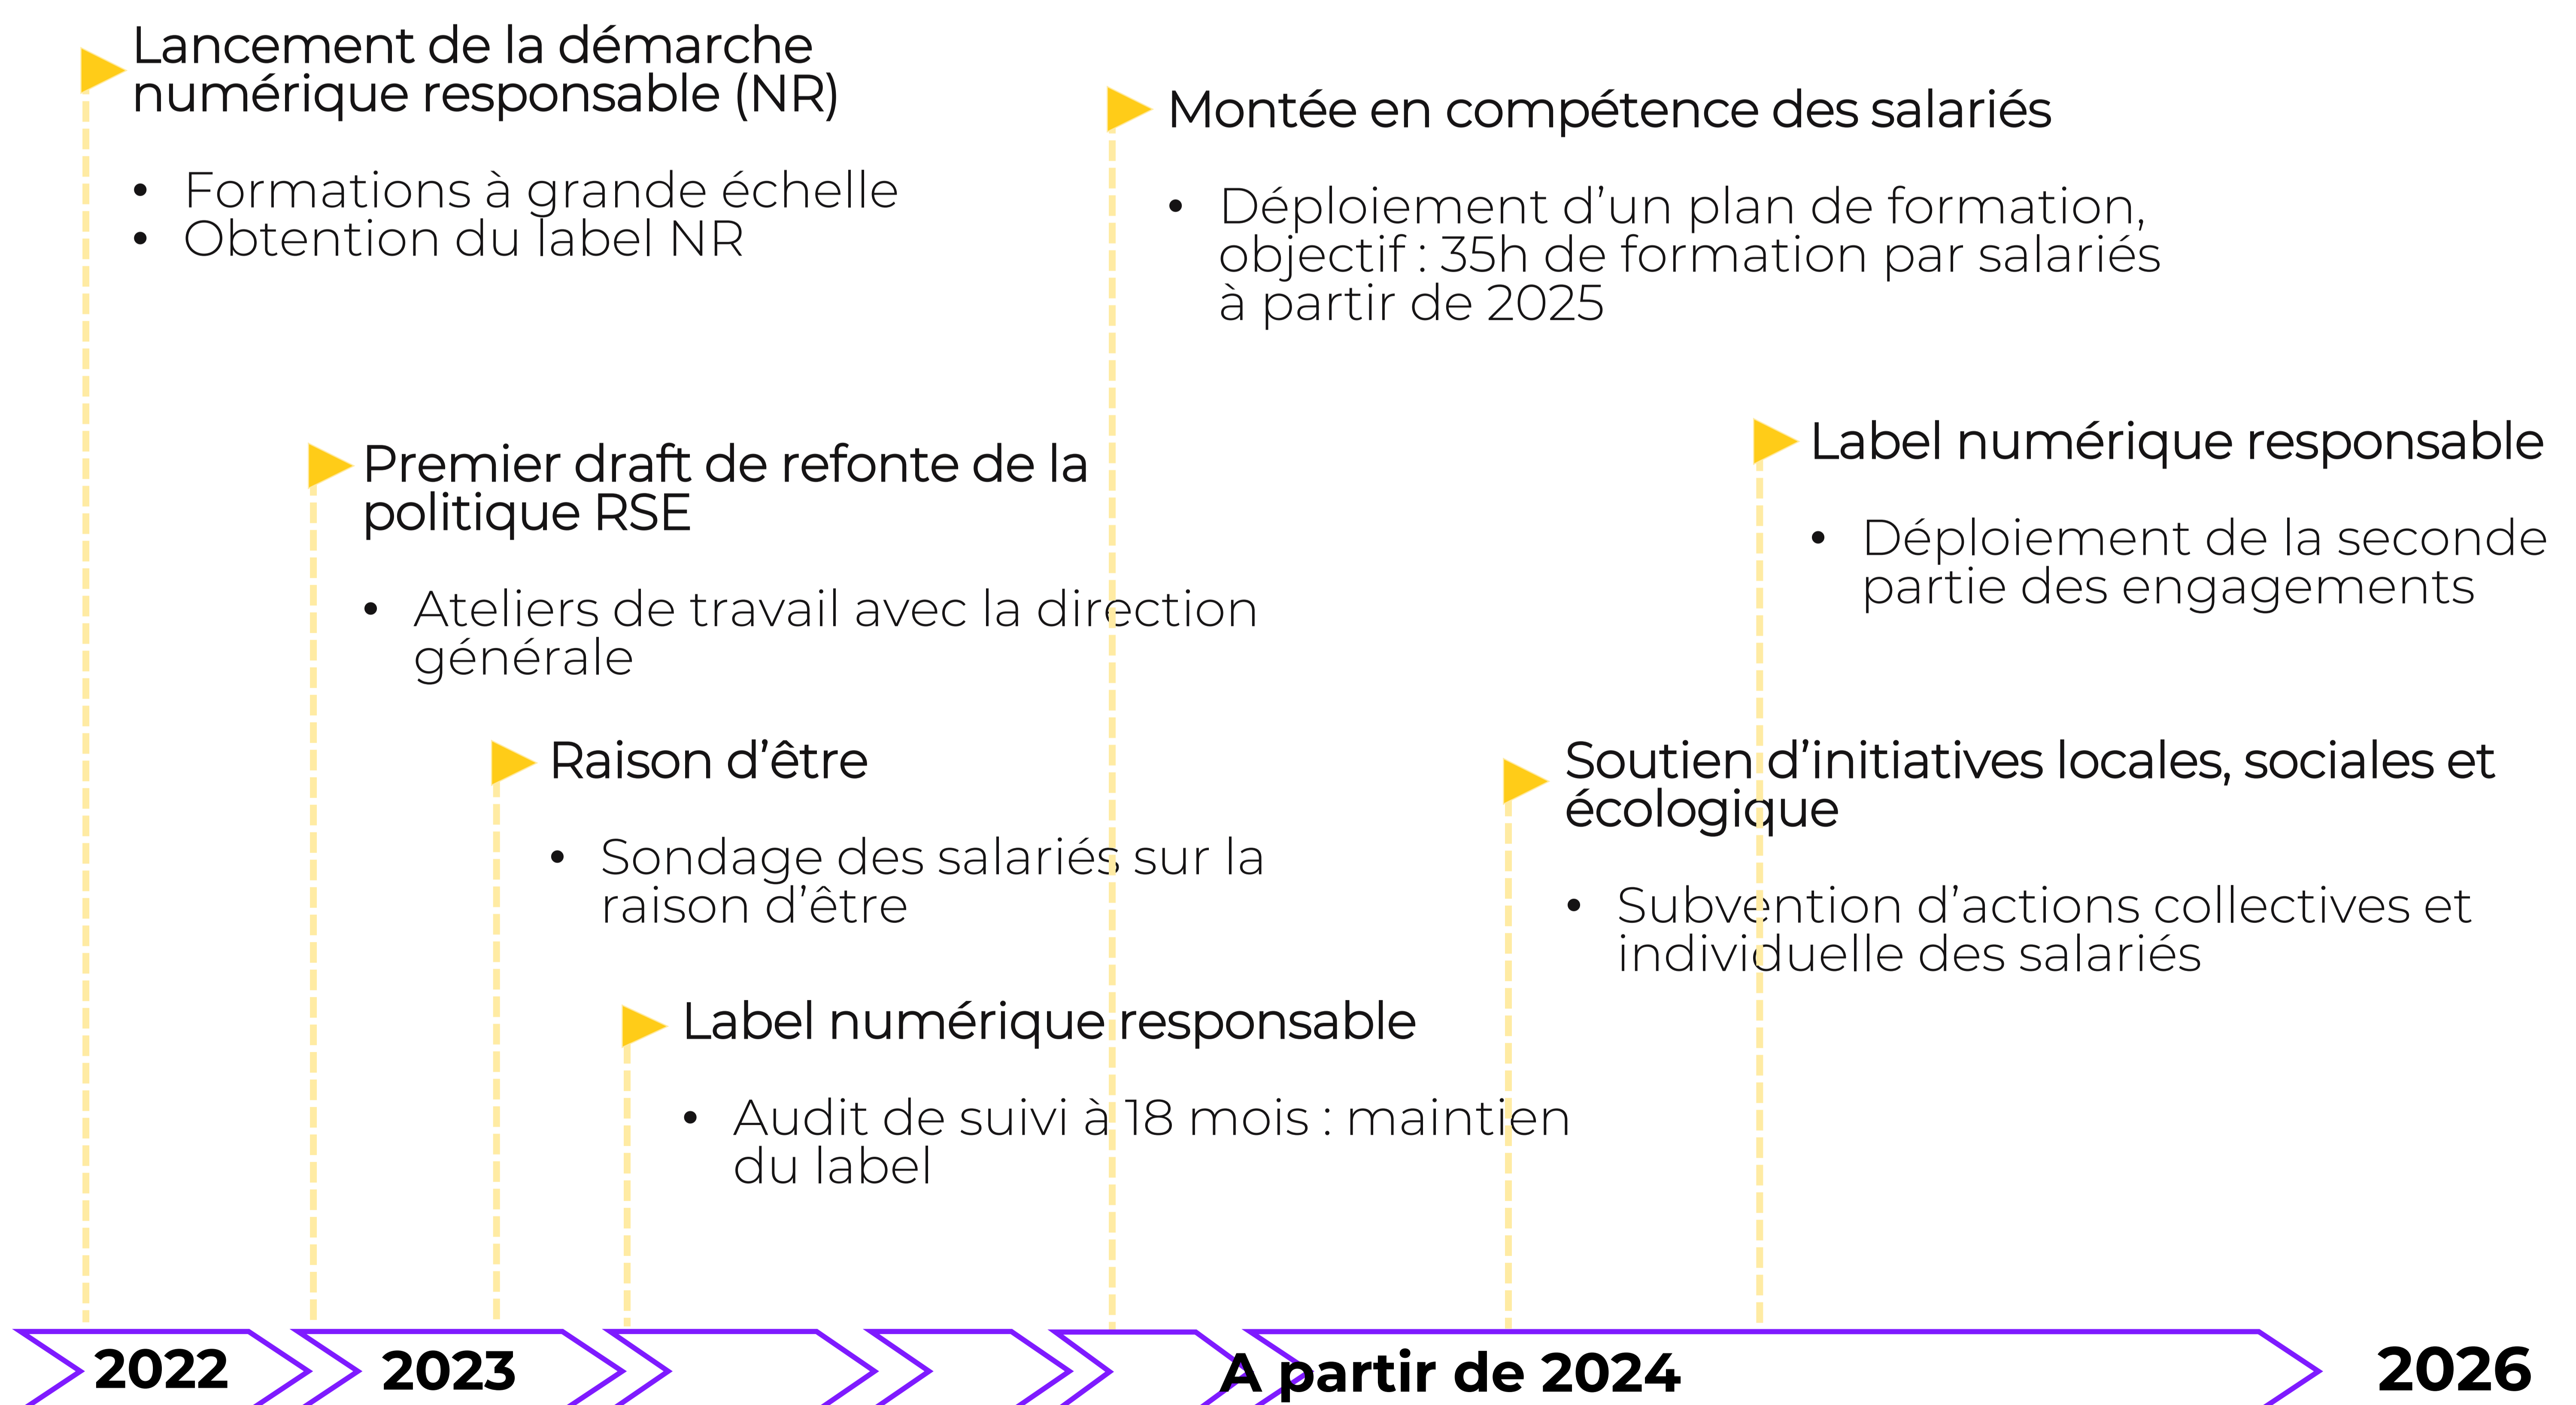 Lancement de la démarche
numérique responsable (NR)
• Formations à grande échelle
• Obtention du label NR
Premier draft de refonte de la
politique RSE
• Ateliers de travail avec la direction
générale
Raison d’être
• Sondage des salariés sur la
raison d’être
Label numérique responsable
• Audit de suivi à 18 mois : maintien
du label
Montée en compétence des salariés
• Déploiement d’un plan de formation,
objectif : 35h de formation par salariés
à partir de 2025
Soutien d’initiatives locales, sociales et
écologique
• Subvention d’actions collectives et
individuelle des salariés
Label numérique responsable
• Déploiement de la seconde
partie des engagements
2022
2023
A partir de 2024
2026